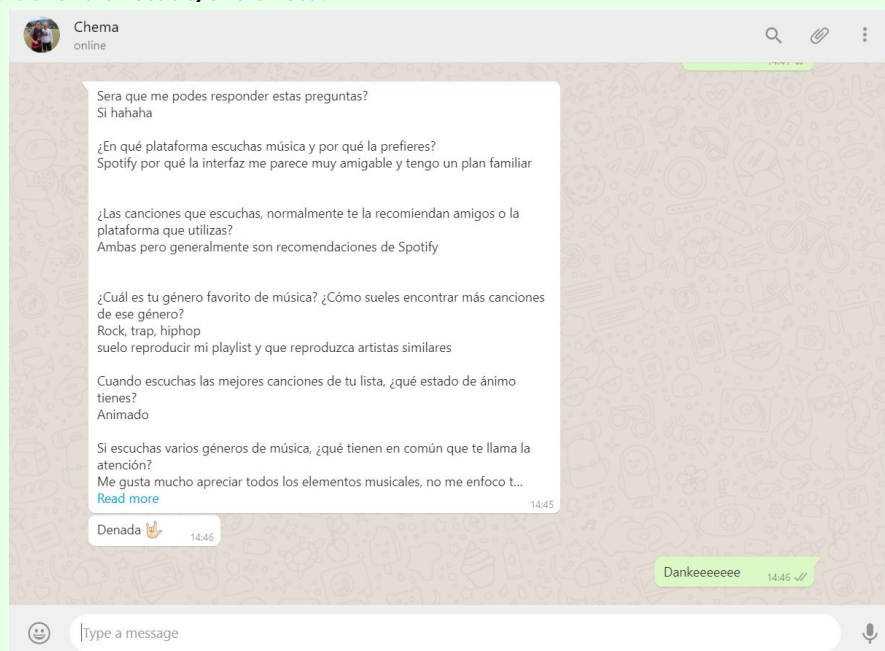 Chema
online
Sera que me podes responder estas preguntas?
Si hahaha
¿En qué plataforma escuchas música y por qué la prefieres?
Spotify por qué la interfaz me parece muy amigable y tengo un plan familiar
¿Las canciones que escuchas, normalmente te la recomiendan amigos o la
plataforma que utilizas?
Ambas pero generalmente son recomendaciones de Spotify
¿Cuál es tu género favorito de música? ¿Cómo sueles encontrar más canciones
de ese género?
Rock, trap, hiphop
suelo reproducir mi playlist y que reproduzca artistas similares
Cuando escuchas las mejores canciones de tu lista, ¿qué estado de ánimo
tienes?
Animado
Si escuchas varios géneros de música, ¿qué tienen en común que te llama la
atención?
Me gusta mucho apreciar todos los elementos musicales, no me enfoco t...
Read more
14:45
Denada 🤟🏻
14:46
Dankeeeeeee
14:46
Type a message